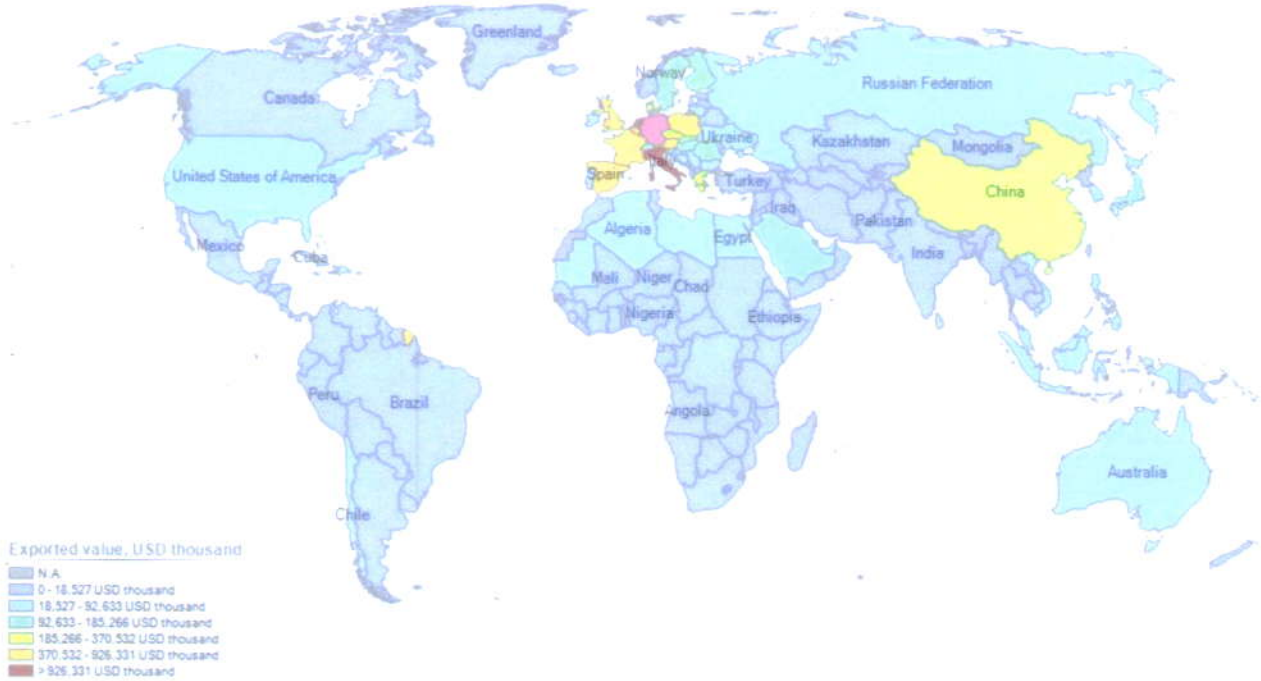 Greenland
Norway
Russian Federation
Canada
Ukraine
Kazakhstan
Mongolia
United States of America
Spain
Turkey
China
Iraq
Pakistan
Algeria
Egypt
India
Mexico
Cuba
Mali
Niger
Chad
Nigeria
Ethiopia
Peru
Brazil
Angola
Australia
Chile
Exported value, USD thousand
N.A
0 - 18,527 USD thousand
18,527 - 92,633 USD thousand
92,633 - 185,266 USD thousand
185,266 - 370,532 USD thousand
370,532 - 926,331 USD thousand
> 926,331 USD thousand